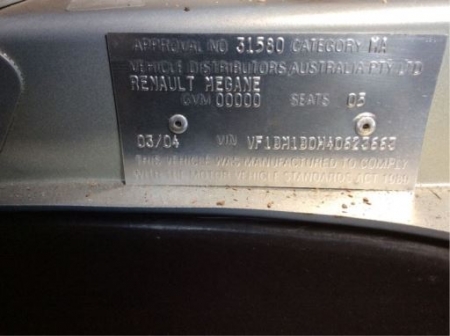 APPROVAL NO 31580 CATEGORY MA
VEHICLE DISTRIBUTORS AUSTRALIA PTY LTD
RENAULT MEGANE
GVM 00000 SEATS 05
03/04 VIN
THIS VEHICLE WAS MANUFACTURED TO COMPLY
WITH THE MOTOR VEHICLE STANDARDS ACT 1989